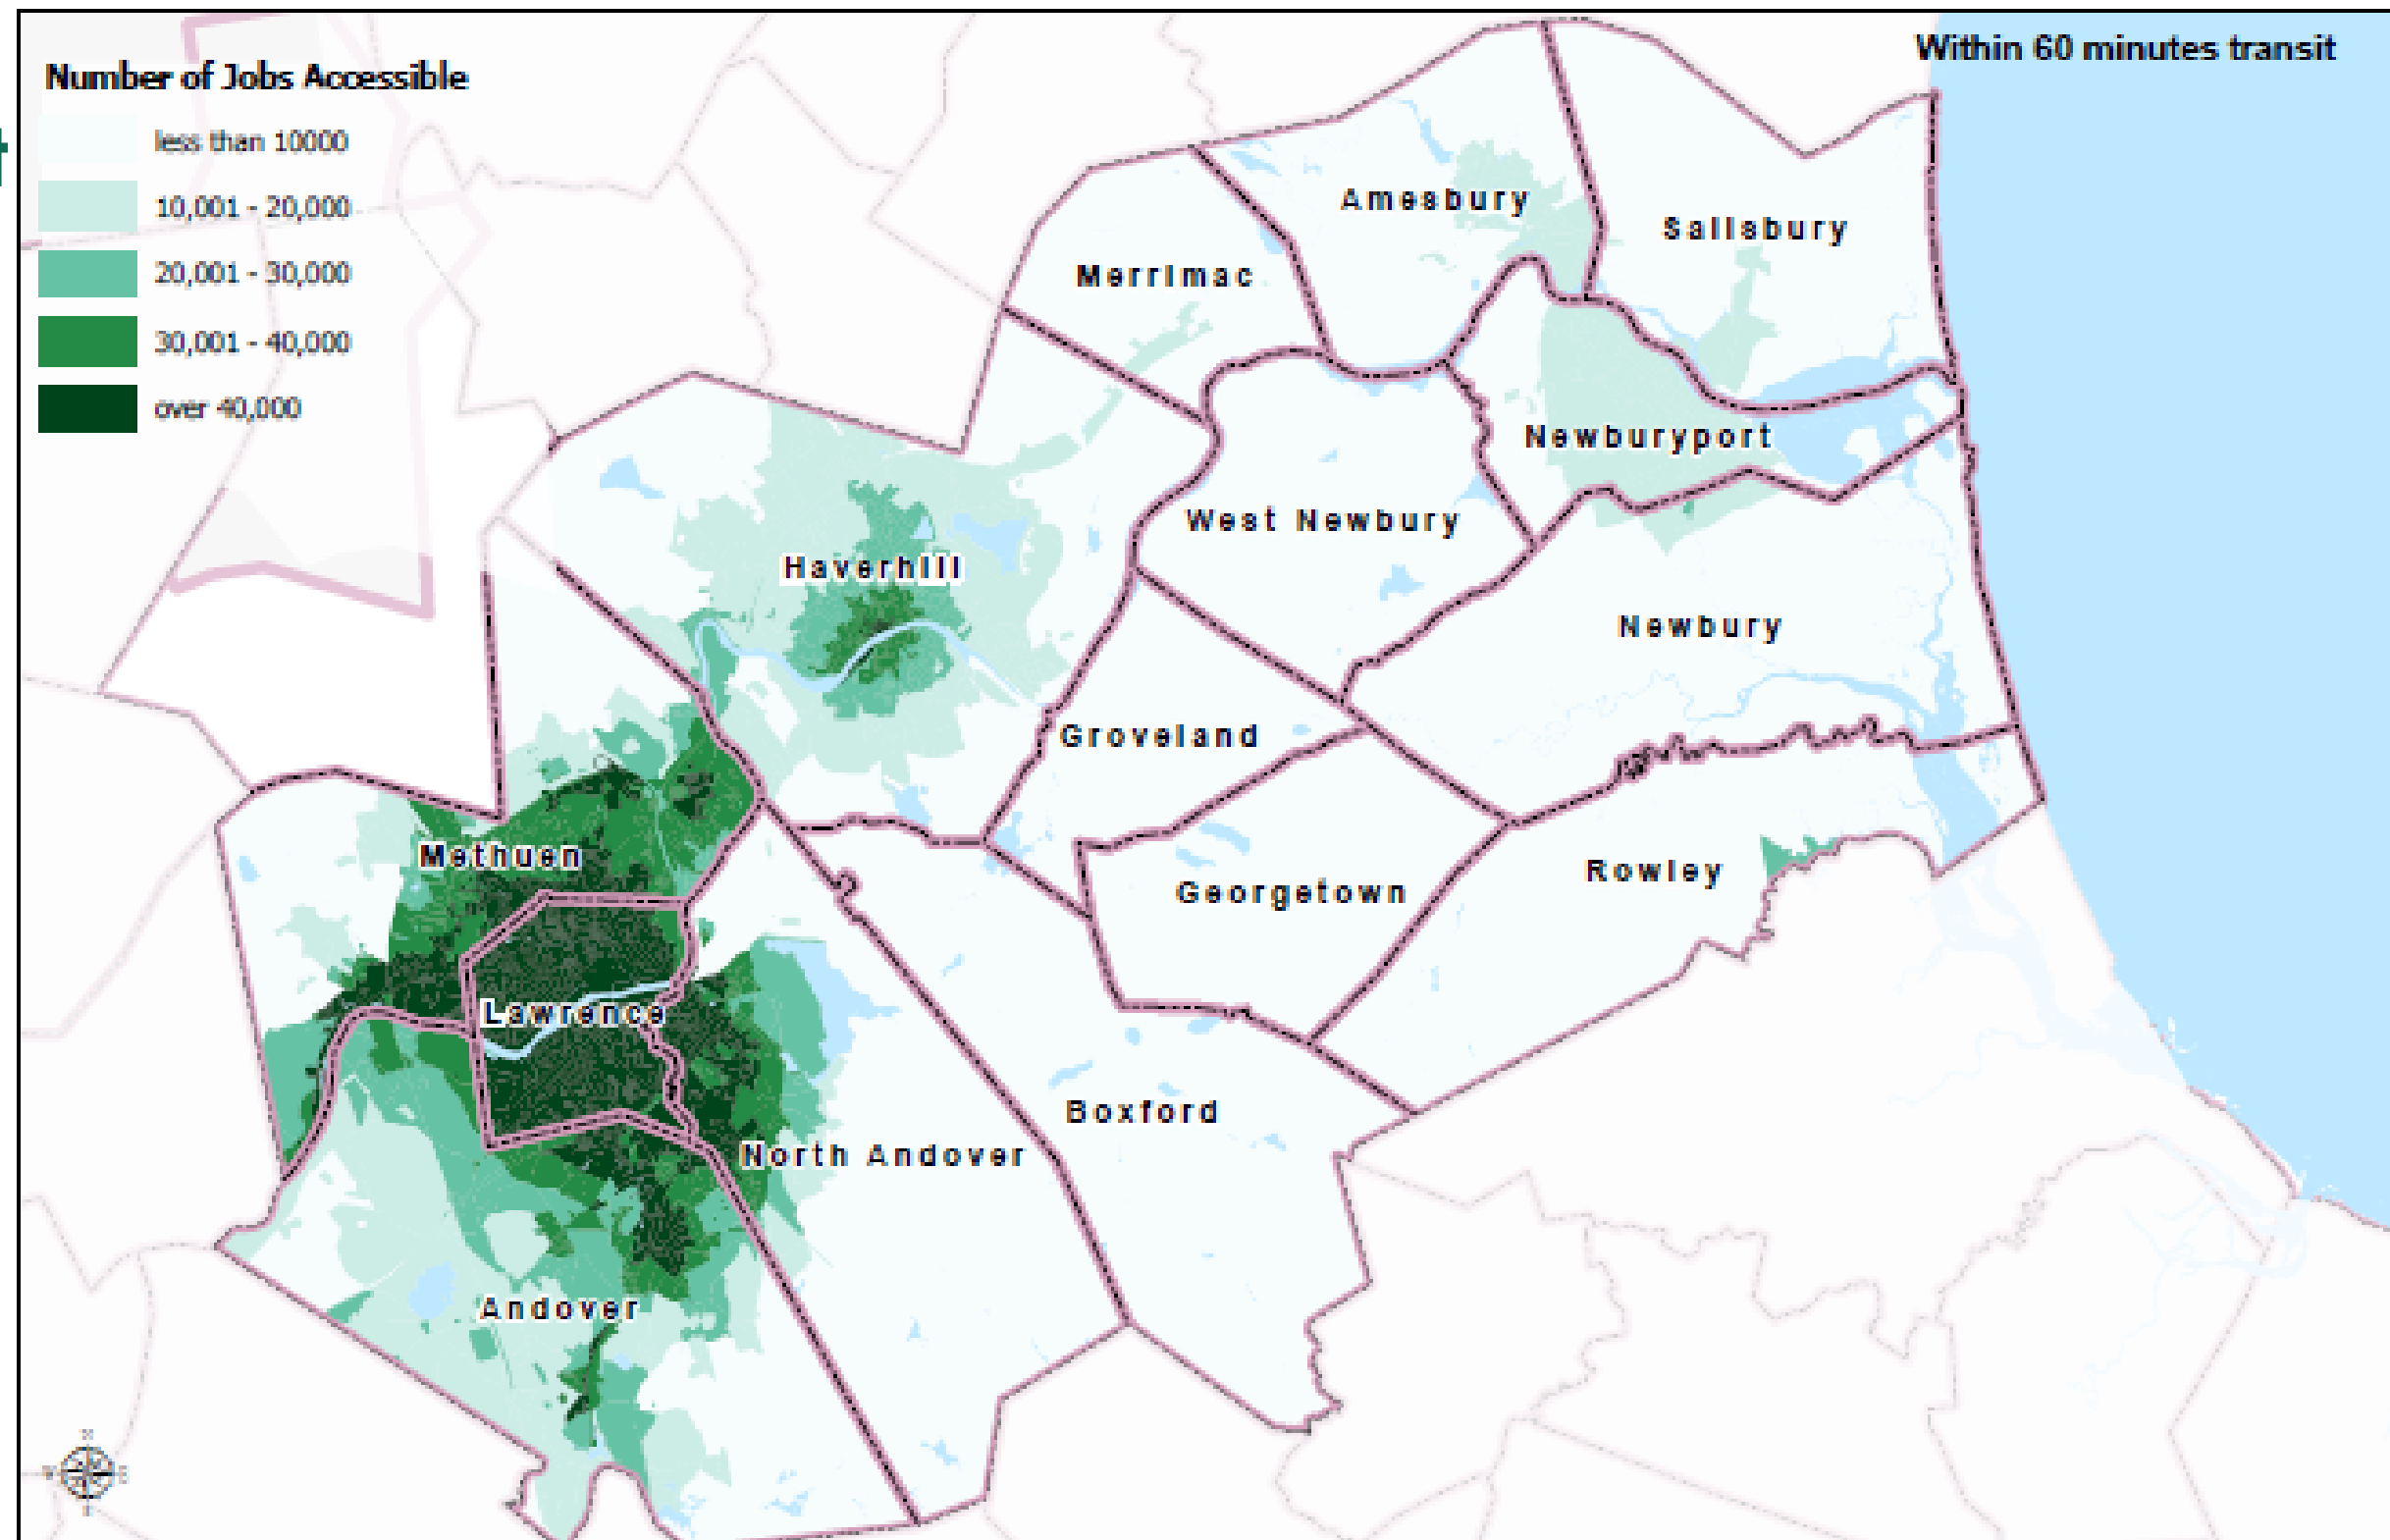 Within 60 minutes transit
Number of Jobs Accessible
less than 10000
10,001 - 20,000
20,001 - 30,000
30,001 - 40,000
over 40,000
Amesbury
Salisbury
Merrimac
Newburyport
West Newbury
Haverhill
Newbury
Groveland
Methuen
Rowley
Georgetown
Lawrence
Boxford
North Andover
Andover